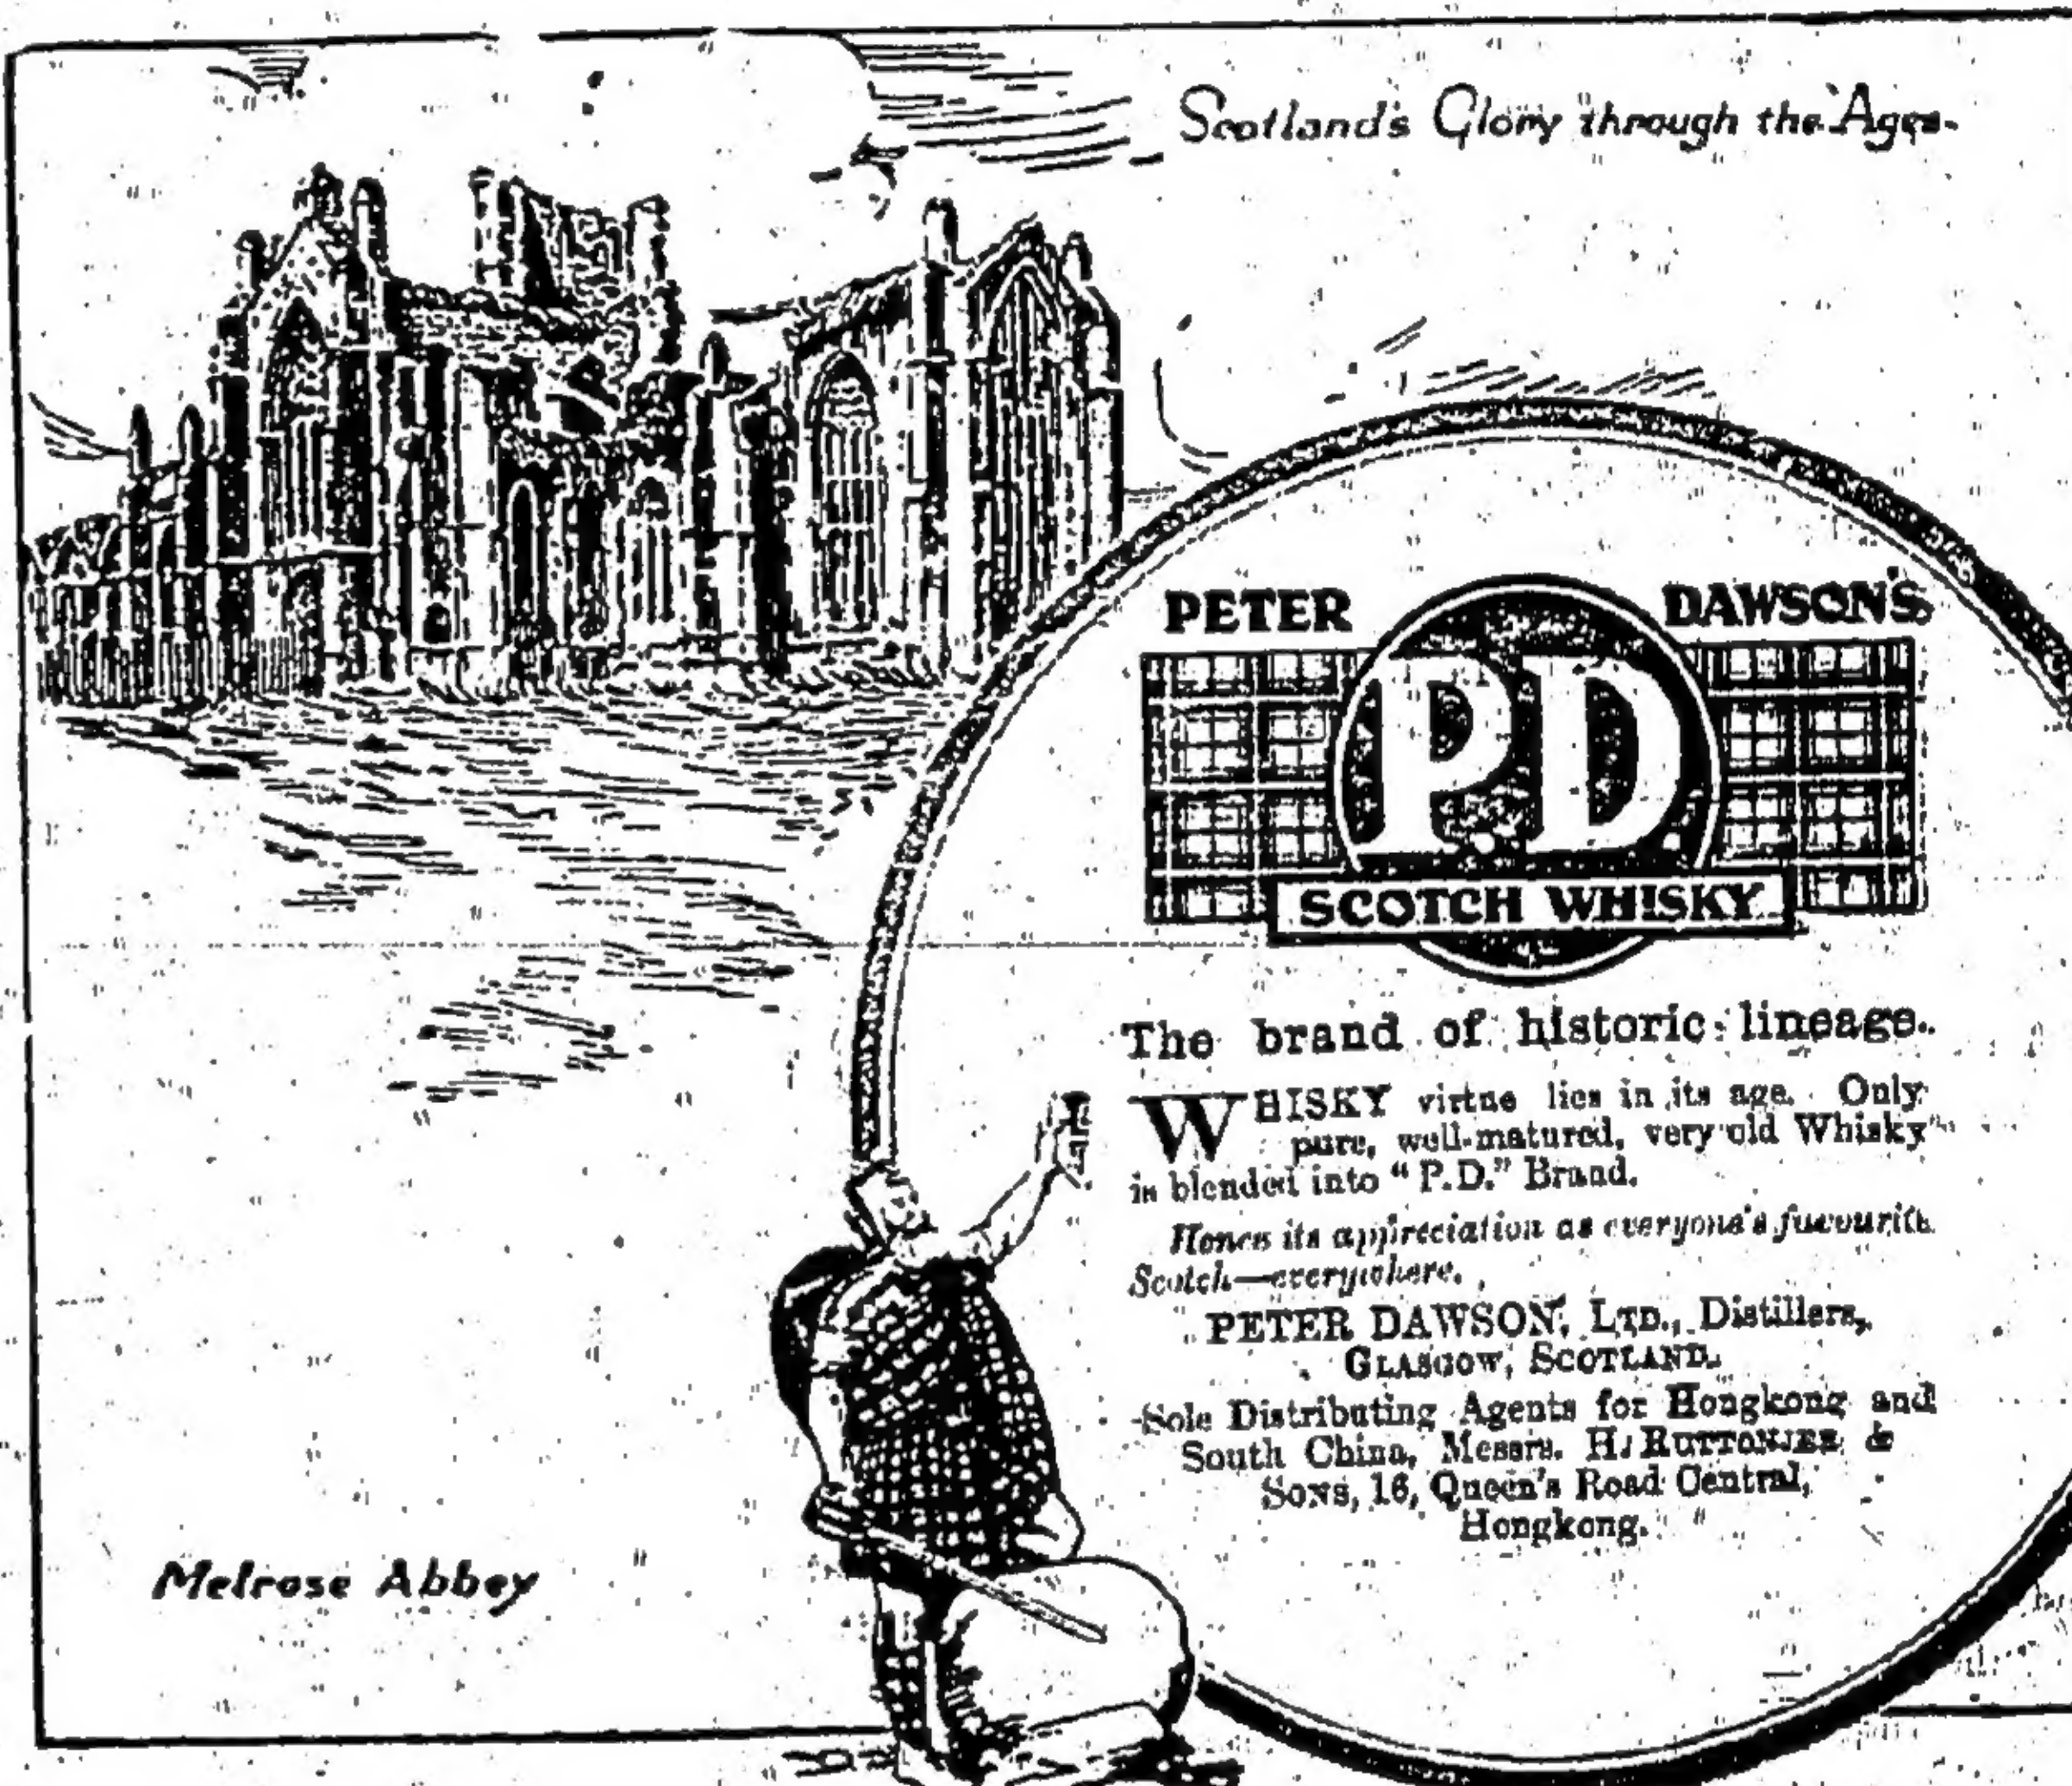 Scotland's Glory through the Ages.
PETER DAWSON'S
PD
SCOTCH WHISKY
The brand of historic lineage.
WHISKY virtue lies in its age. Only
pure, well-matured, very old Whisky
is blended into "P.D." Brand.
Hence its appreciation as everyone's favourite
Scotch—everywhere.
PETER DAWSON, LTD., Distillers,
GLASGOW, SCOTLAND.
Sole Distributing Agents for Hongkong and
South China, Messrs. H. RUTTONJEE &
SONS, 16, Queen's Road Central,
Hongkong.
Melrose Abbey